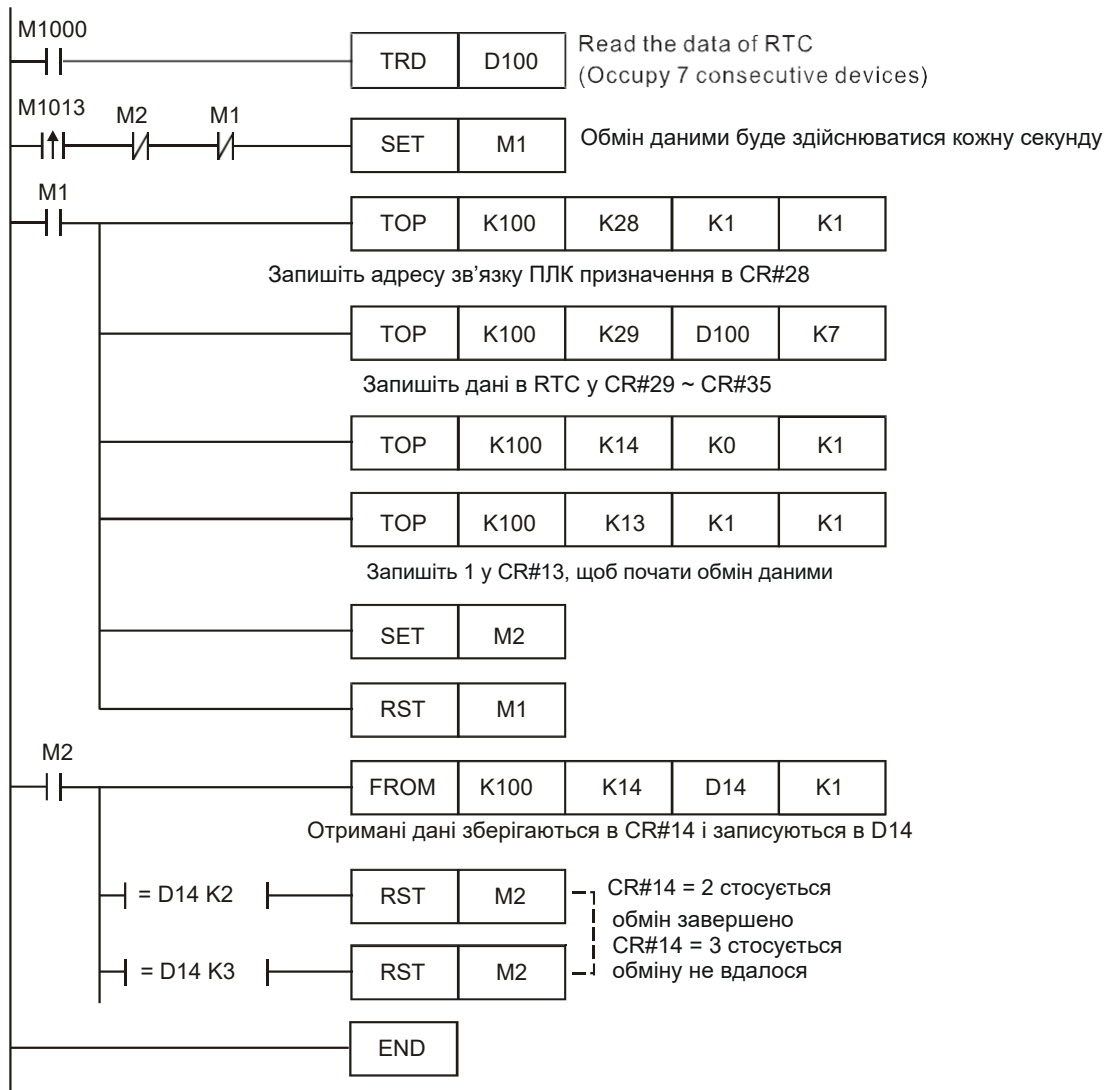 M1000
TRD D100
Read the data of RTC
(Occupy 7 consecutive devices)
M1013 M2 M1
SET M1
Обмін даними буде здійснюватися кожну секунду
M1
TOP K100 K28 K1 K1
Запишіть адресу зв’язку ПЛК призначення в CR#28
TOP K100 K29 D100 K7
Запишіть дані в RTC у CR#29 ~ CR#35
TOP K100 K14 K0 K1
TOP K100 K13 K1 K1
Запишіть 1 у CR#13, щоб почати обмін даними
SET M2
RST M1
M2
FROM K100 K14 D14 K1
Отримані дані зберігаються в CR#14 і записуються в D14
= D14 K2 RST M2
CR#14 = 2 стосується
обмін завершено
CR#14 = 3 стосується
= D14 K3 RST M2
обміну не вдалося
END